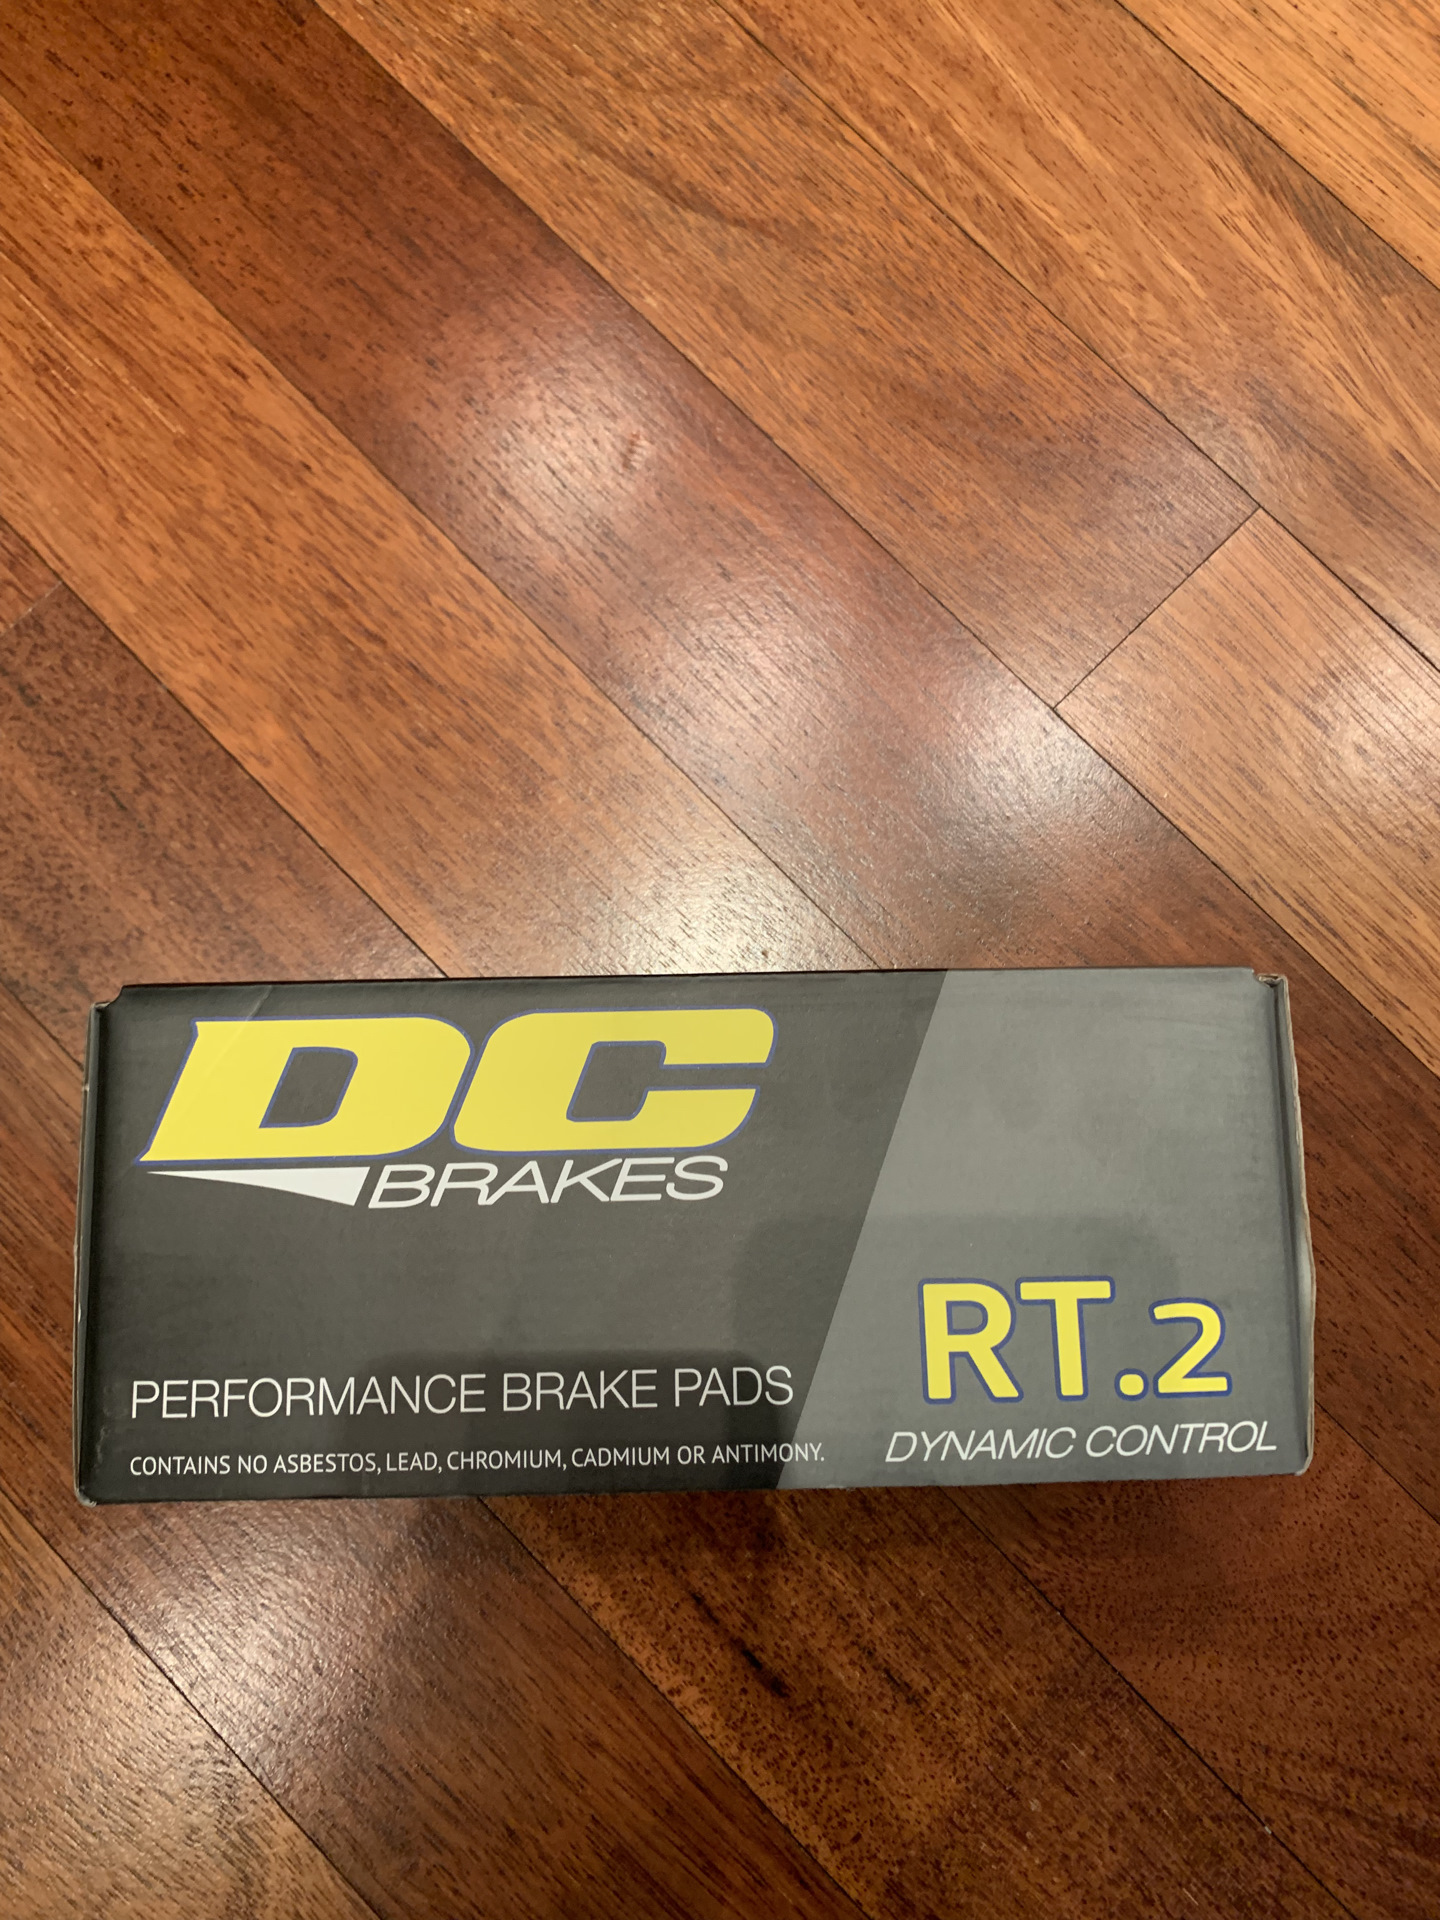 DC
BRAKES
PERFORMANCE BRAKE PADS
CONTAINS NO ASBESTOS, LEAD, CHROMIUM, CADMIUM OR ANTIMONY.
RT.2
DYNAMIC CONTROL